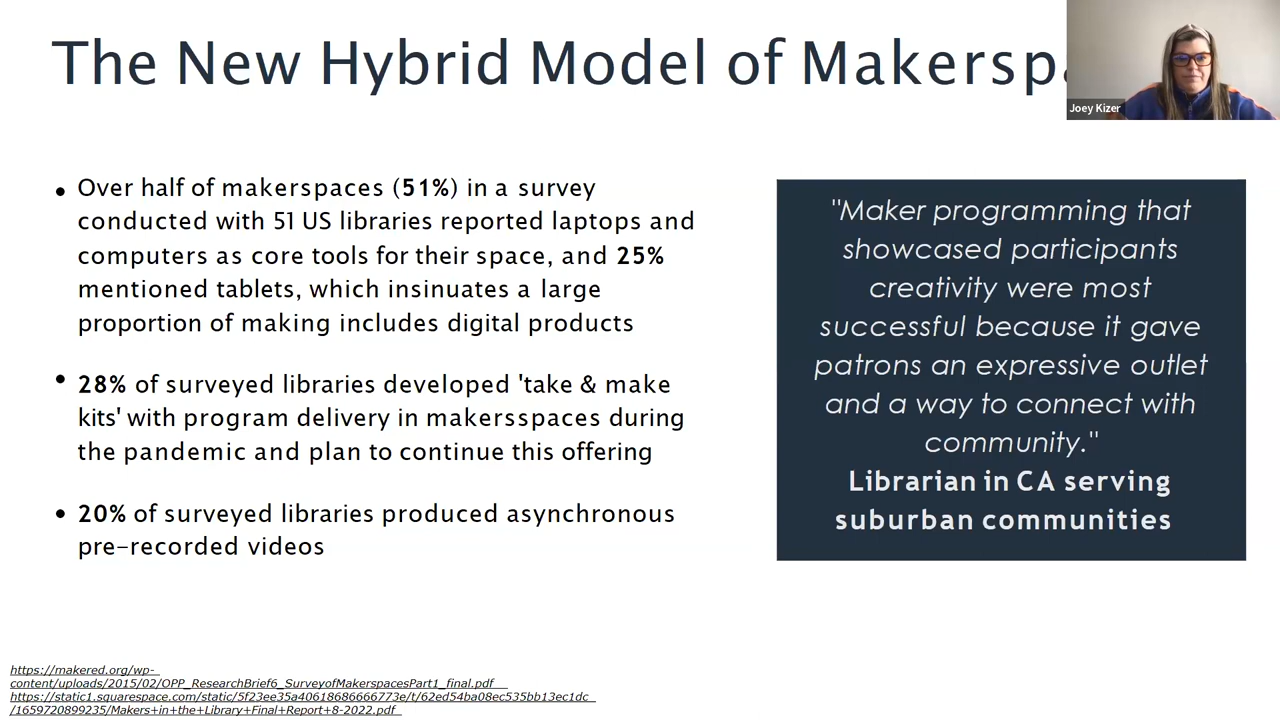 The New Hybrid Model of Makersp
Joey Kizer
• Over half of makerspaces (51%) in a survey
conducted with 51 US libraries reported laptops and
computers as core tools for their space, and 25%
mentioned tablets, which insinuates a large
proportion of making includes digital products
• 28% of surveyed libraries developed 'take & make
kits' with program delivery in makersspaces during
the pandemic and plan to continue this offering
• 20% of surveyed libraries produced asynchronous
pre-recorded videos
"Maker programming that
showcased participants
creativity were most
successful because it gave
patrons an expressive outlet
and a way to connect with
community."
Librarian in CA serving
suburban communities
https://makered.org/wp-
content/uploads/2015/02/OPP_ResearchBrief6_SurveyofMakerspacesPart1_final.pdf
https://static1.squarespace.com/static/5f23ee35a40618686666773e/t/62ed54ba08ec535bb13ec1dc
/1659720899235/Makers+in+the+Library+Final+Report+8-2022.pdf